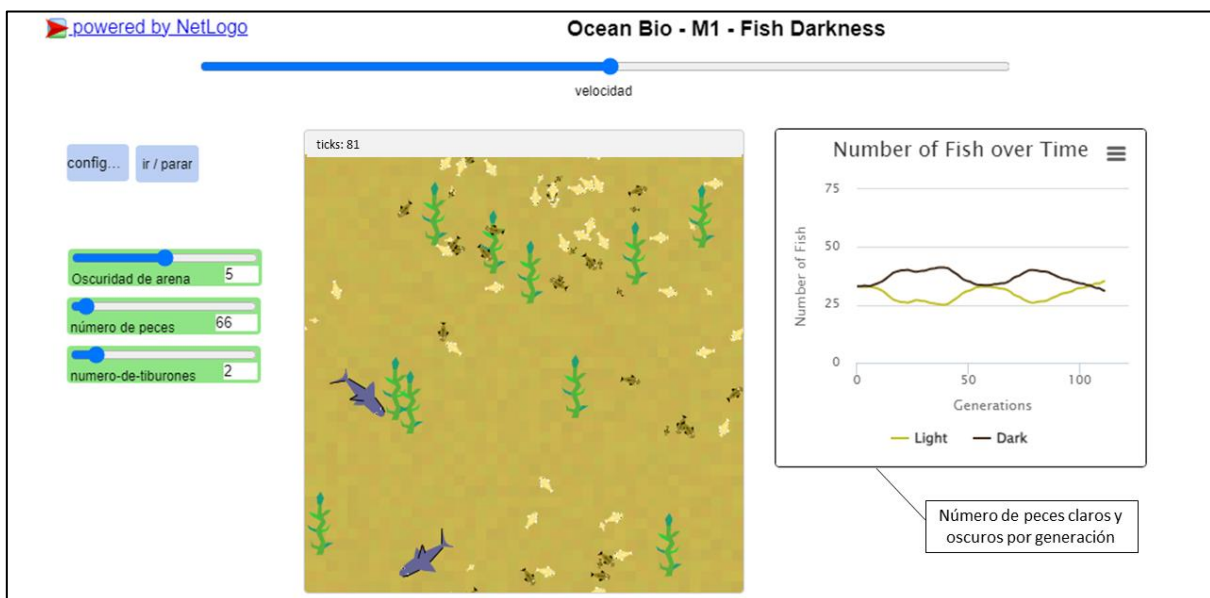 powered by NetLogo
Ocean Bio - M1 - Fish Darkness
velocidad
config...
ir / parar
Oscuridad de arena
5
número de peces
66
numero-de-tiburones
2
ticks: 81
Number of Fish over Time
75
50
25
0
Number of Fish
0
50
100
Generations
Light
Dark
Número de peces claros y
oscuros por generación